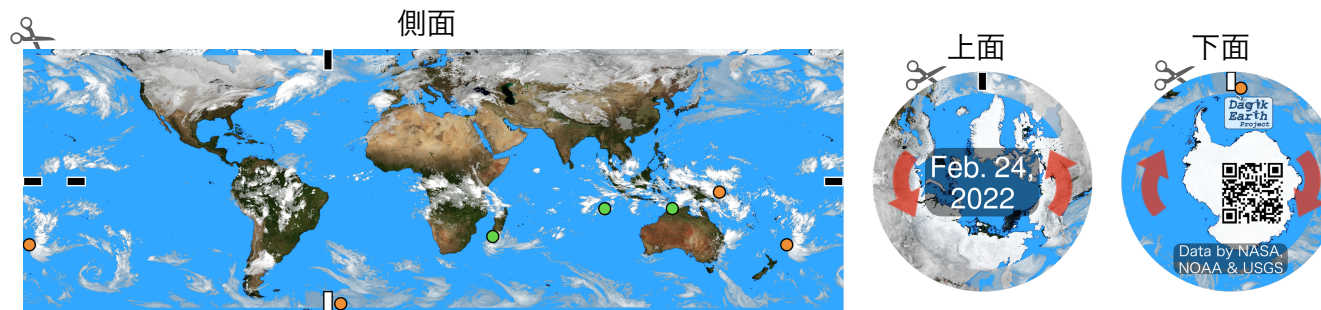 側面
上面
下面
Feb. 24,
2022
Dagik
Earth
Project
Data by NASA,
NOAA & USGS